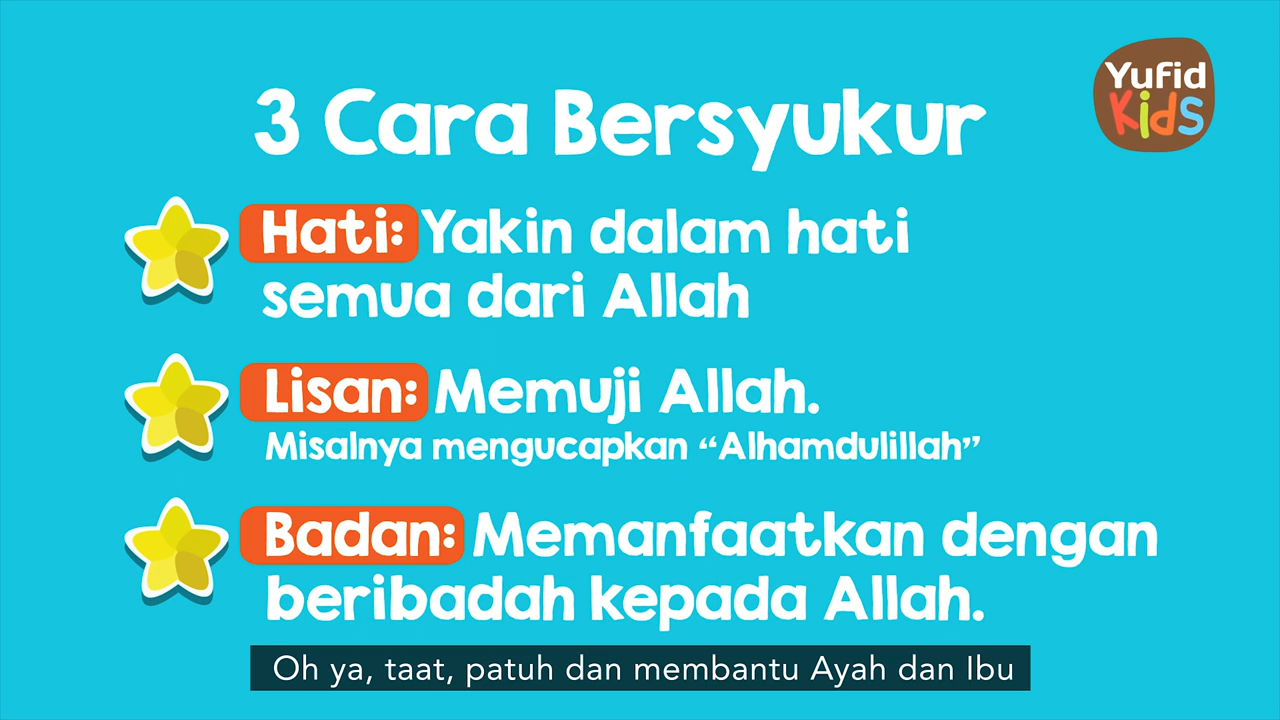 Yufid
Kids
3 Cara Bersyukur
Hati: Yakin dalam hati
semua dari Allah
Lisan: Memuji Allah.
Misalnya mengucapkan “Alhamdulillah”
Badan: Memanfaatkan dengan
beribadah kepada Allah.
Oh ya, taat, patuh dan membantu Ayah dan Ibu